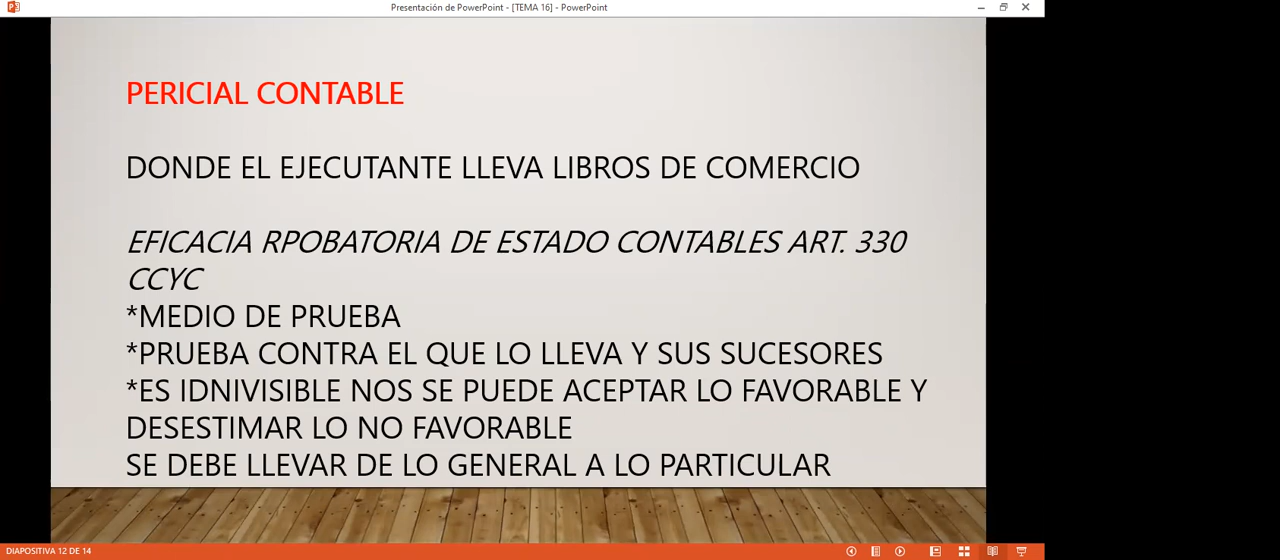 Presentación de PowerPoint - [TEMA 16] - PowerPoint
PERICIAL CONTABLE
DONDE EL EJECUTANTE LLEVA LIBROS DE COMERCIO
EFICACIA RPOBATORIA DE ESTADO CONTABLES ART. 330
CCYC
*MEDIO DE PRUEBA
*PRUEBA CONTRA EL QUE LO LLEVA Y SUS SUCESORES
*ES IDNIVISIBLE NOS SE PUEDE ACEPTAR LO FAVORABLE Y
DESESTIMAR LO NO FAVORABLE
SE DEBE LLEVAR DE LO GENERAL A LO PARTICULAR
DIAPOSITIVA 12 DE 14